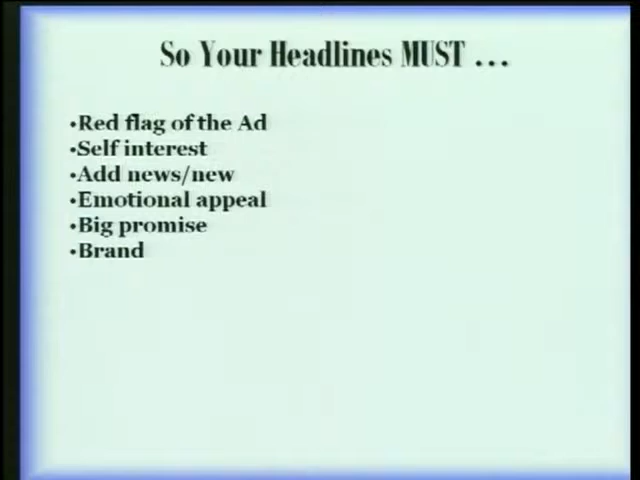 So Your Headlines MUST ...
•Red flag of the Ad
•Self interest
•Add news/new
•Emotional appeal
•Big promise
•Brand